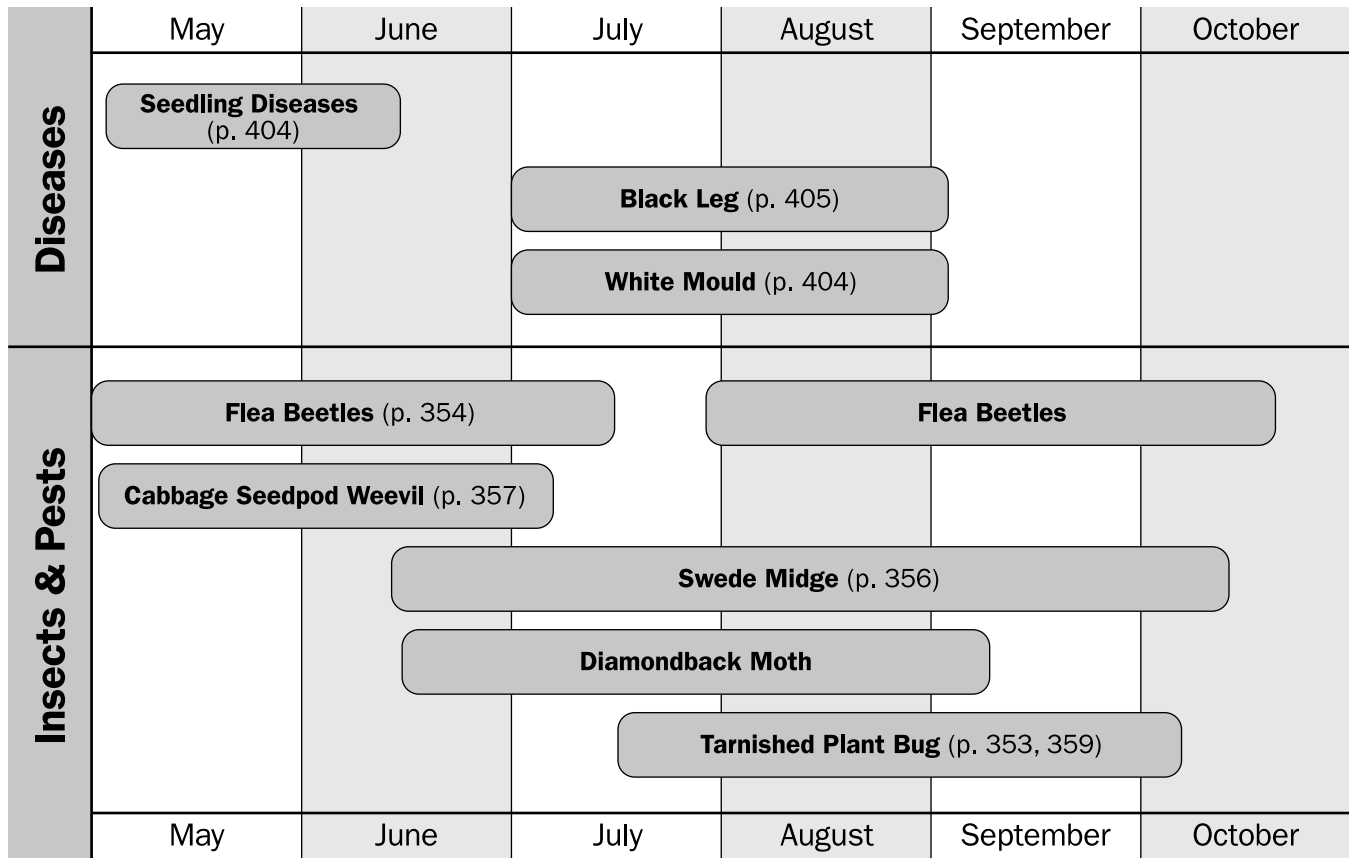 May June July August September October
Diseases
Seedling Diseases
(p. 404)
Black Leg (p. 405)
White Mould (p. 404)
Insects & Pests
Flea Beetles (p. 354) Flea Beetles
Cabbage Seedpod Weevil (p. 357)
Swede Midge (p. 356)
Diamondback Moth
Tarnished Plant Bug (p. 353, 359)
May June July August September October